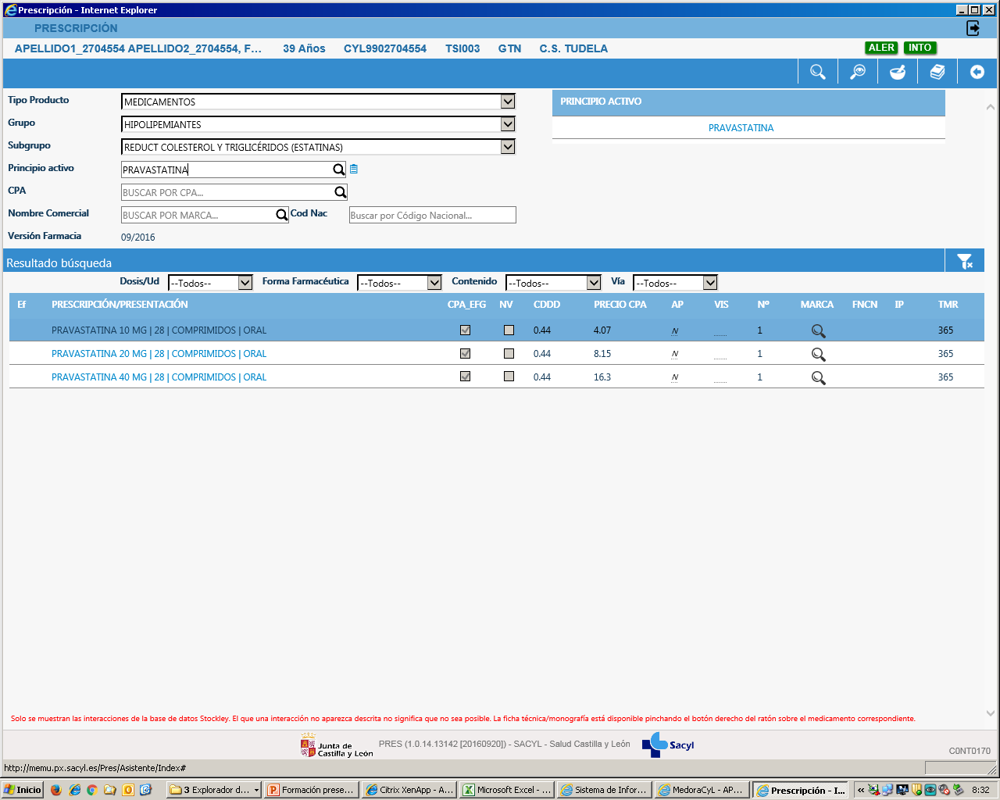 Prescripción - Internet Explorer
PRESCRIPCIÓN
APELLIDO1_2704554 APELLIDO2_2704554, F... 39 Años CYL9902704554 TSI003 GTN C.S. TUDELA ALER INTO
Tipo Producto MEDICAMENTOS
Grupo HIPOLIPEMIANTES
Subgrupo REDUCT COLESTEROL Y TRIGLICÉRIDOS (ESTATINAS)
Principio activo PRAVASTATINA
CPA BUSCAR POR CPA...
Nombre Comercial BUSCAR POR MARCA... Cod Nac Buscar por Código Nacional...
Versión Farmacia 09/2016
PRINCIPIO ACTIVO
PRAVASTATINA
Resultado búsqueda
Dosis/Ud --Todos-- Forma Farmacéutica --Todos-- Contenido --Todos-- Vía --Todos--
Ef PRESCRIPCIÓN/PRESENTACIÓN CPA_EFG NV CDDD PRECIO CPA AP VIS Nº MARCA FNCN IP TMR
PRAVASTATINA 10 MG | 28 | COMPRIMIDOS | ORAL 0.44 4.07 N 1 365
PRAVASTATINA 20 MG | 28 | COMPRIMIDOS | ORAL 0.44 8.15 N 1 365
PRAVASTATINA 40 MG | 28 | COMPRIMIDOS | ORAL 0.44 16.3 N 1 365
Solo se muestran las interacciones de la base de datos Stockley. El que una interacción no aparezca descrita no significa que no sea posible. La ficha técnica/monografía está disponible pinchando el botón derecho del ratón sobre el medicamento correspondiente.
Junta de
Castilla y León
PRES (1.0.14.13142 [20160920]) - SACYL - Salud Castilla y León
Sacyl
C0NT0170
http://memu.px.sacyl.es/Pres/Asistente/Index#
Inicio 3 Explorador d... Formación prese... Citrix XenApp - A... Microsoft Excel - ... Sistema de Infor... MedoraCyL - AP... Prescripción - I... « 8:32